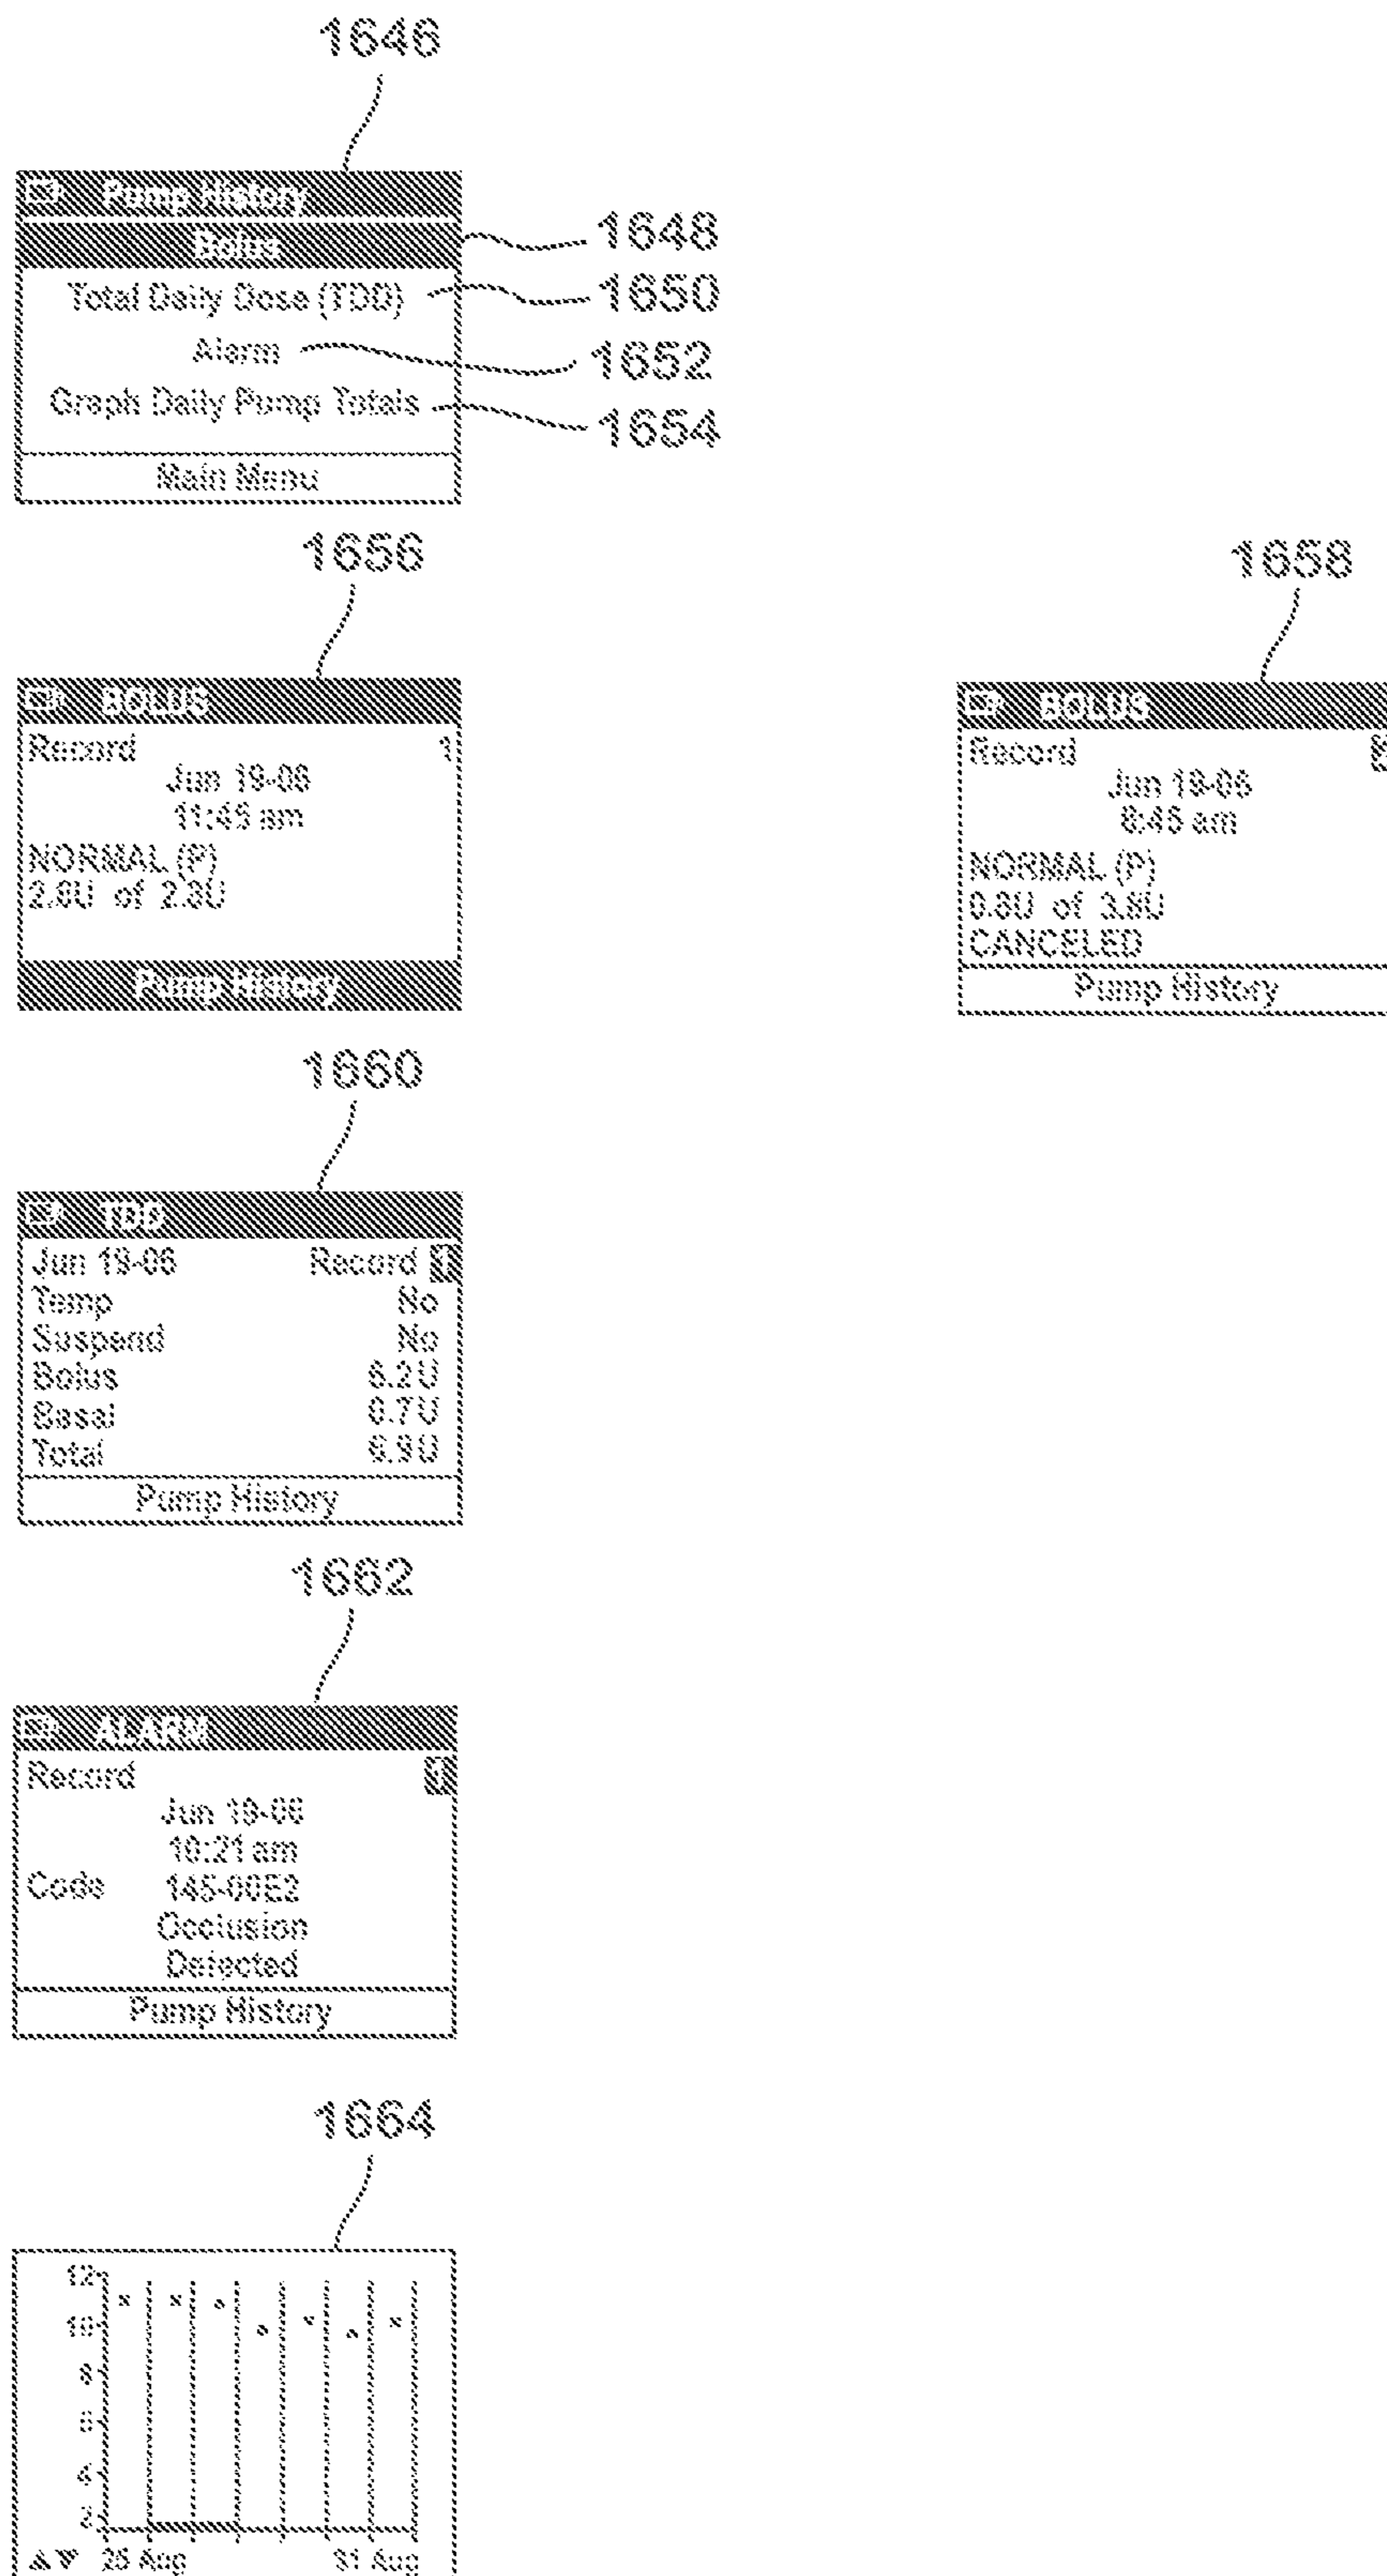 1646
Pump History
Bolus
1648
Total Daily Dose (TDD)
1650
Alarm
1652
Graph Daily Pump Totals
1654
Main Menu
1656
BOLUS
Record 1
Jun 19-06
11:45 am
NORMAL (P)
of
Pump History
1658
BOLUS
Record
Jun 19-06
8:45 am
NORMAL (P)
0.8U of 3.8U
CANCELED
Pump History
1660
TDD
Jun 19-06 Record
Temp No
Suspend No
Bolus 6.2U
Basal 0.7U
Total 6.9U
Pump History
1662
ALARM
Record
Jun 19-06
10:21 am
Code 145-00E2
Occlusion
Detected
Pump History
1664
12
10
8
6
4
2
25 Aug 31 Aug